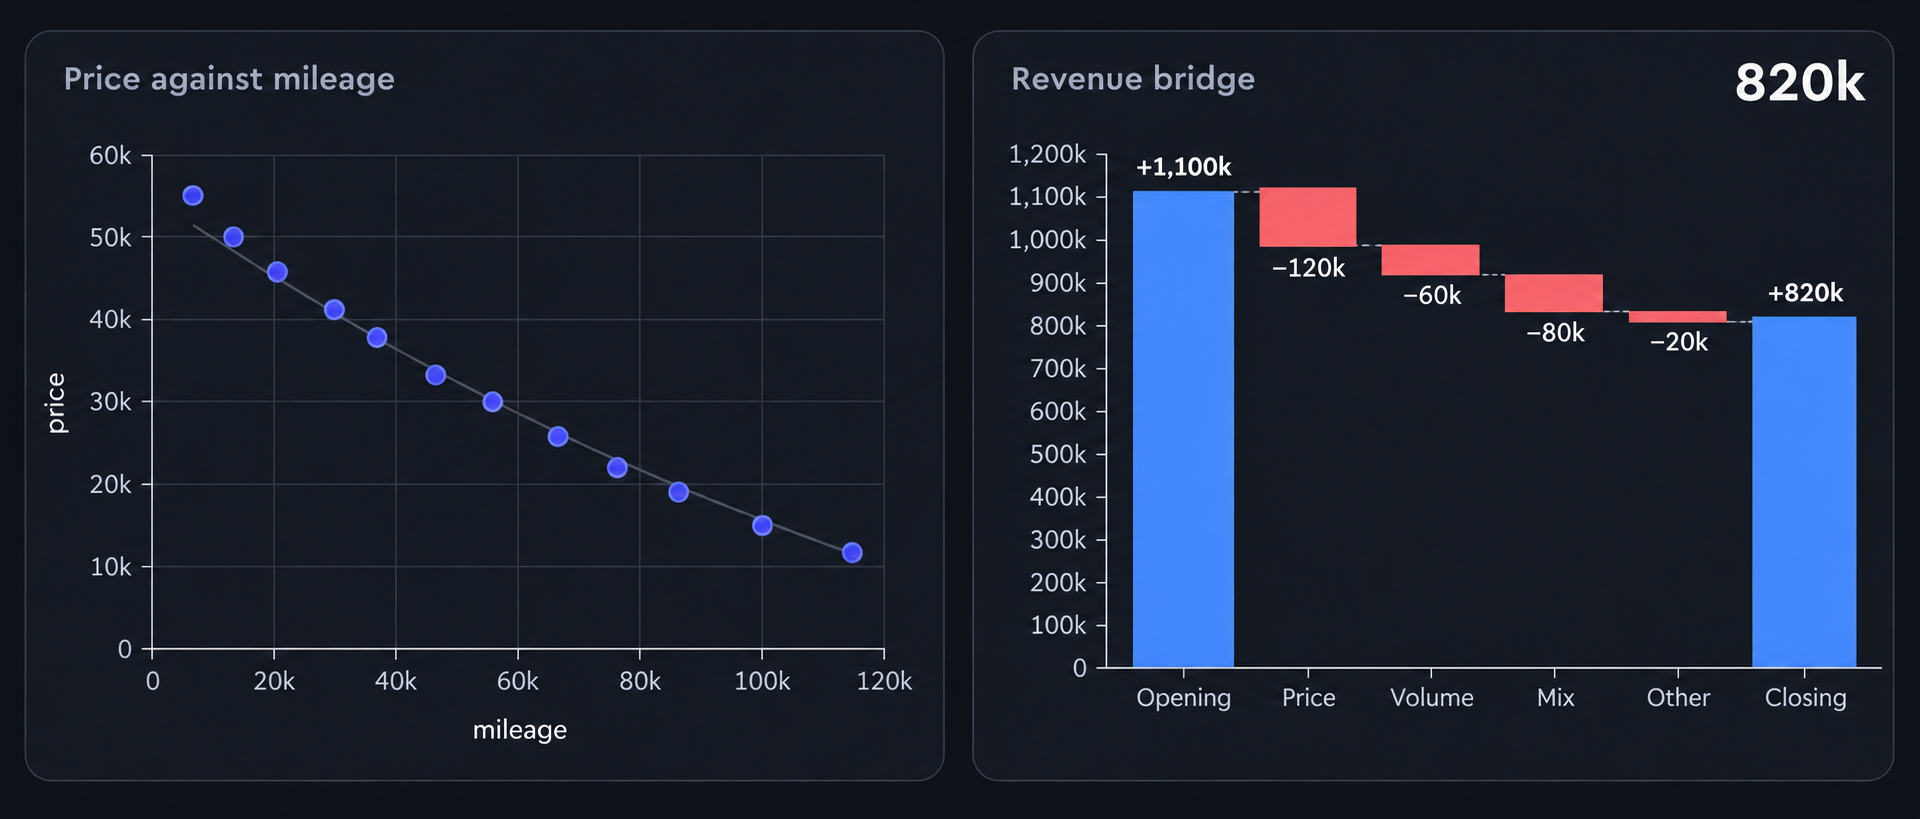 Price against mileage
60k
50k
40k
30k
20k
10k
0
price
0 20k 40k 60k 80k 100k 120k
mileage
Revenue bridge
820k
1,200k
1,100k
1,000k
900k
800k
700k
600k
500k
400k
300k
200k
100k
0
+1,100k
−120k
−60k
−80k
−20k
+820k
Opening Price Volume Mix Other Closing